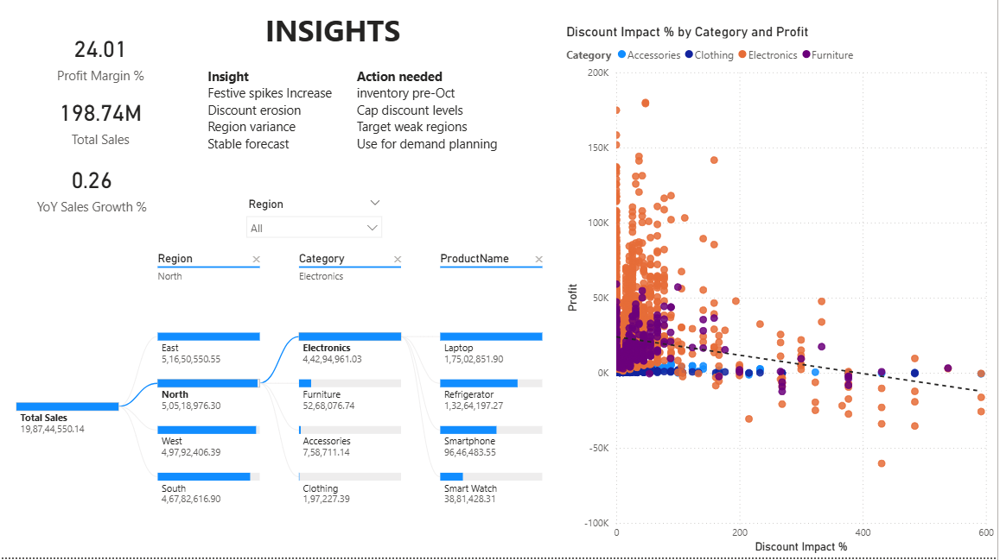 INSIGHTS
24.01
Profit Margin %
198.74M
Total Sales
0.26
YoY Sales Growth %
Insight Action needed
Festive spikes Increase inventory pre-Oct
Discount erosion Cap discount levels
Region variance Target weak regions
Stable forecast Use for demand planning
Region
All
Region
North
Category
Electronics
ProductName
Total Sales
19,87,44,550.14
East
5,16,50,550.55
North
5,05,18,976.30
West
4,97,92,406.39
South
4,67,82,616.90
Electronics
4,42,94,961.03
Furniture
52,68,076.74
Accessories
7,58,711.14
Clothing
1,97,227.39
Laptop
1,75,02,851.90
Refrigerator
1,32,64,197.27
Smartphone
96,46,483.55
Smart Watch
38,81,428.31
Discount Impact % by Category and Profit
Category Accessories Clothing Electronics Furniture
200K
150K
100K
50K
0K
-50K
-100K
Profit
0 200 400 600
Discount Impact %